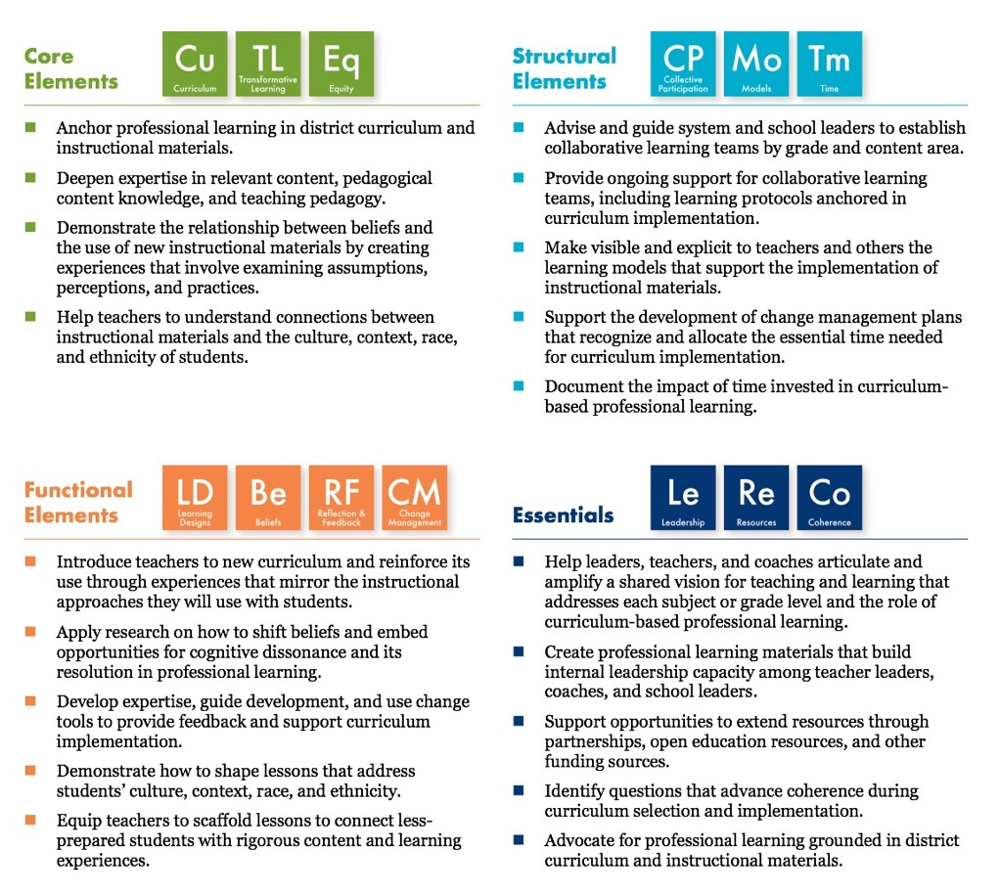 Core
Elements
Cu
Curriculum
TL
Transformative
Learning
Eq
Equity
Anchor professional learning in district curriculum and
instructional materials.
Deepen expertise in relevant content, pedagogical
content knowledge, and teaching pedagogy.
Demonstrate the relationship between beliefs and
the use of new instructional materials by creating
experiences that involve examining assumptions,
perceptions, and practices.
Help teachers to understand connections between
instructional materials and the culture, context, race,
and ethnicity of students.
Structural
Elements
CP
Collective
Participation
Mo
Models
Tm
Time
Advise and guide system and school leaders to establish
collaborative learning teams by grade and content area.
Provide ongoing support for collaborative learning
teams, including learning protocols anchored in
curriculum implementation.
Make visible and explicit to teachers and others the
learning models that support the implementation of
instructional materials.
Support the development of change management plans
that recognize and allocate the essential time needed
for curriculum implementation.
Document the impact of time invested in curriculum-
based professional learning.
Functional
Elements
LD
Learning
Designs
Be
Beliefs
RF
Reflection &
Feedback
CM
Change
Management
Introduce teachers to new curriculum and reinforce its
use through experiences that mirror the instructional
approaches they will use with students.
Apply research on how to shift beliefs and embed
opportunities for cognitive dissonance and its
resolution in professional learning.
Develop expertise, guide development, and use change
tools to provide feedback and support curriculum
implementation.
Demonstrate how to shape lessons that address
students’ culture, context, race, and ethnicity.
Equip teachers to scaffold lessons to connect less-
prepared students with rigorous content and learning
experiences.
Essentials
Le
Leadership
Re
Resources
Co
Coherence
Help leaders, teachers, and coaches articulate and
amplify a shared vision for teaching and learning that
addresses each subject or grade level and the role of
curriculum-based professional learning.
Create professional learning materials that build
internal leadership capacity among teacher leaders,
coaches, and school leaders.
Support opportunities to extend resources through
partnerships, open education resources, and other
funding sources.
Identify questions that advance coherence during
curriculum selection and implementation.
Advocate for professional learning grounded in district
curriculum and instructional materials.